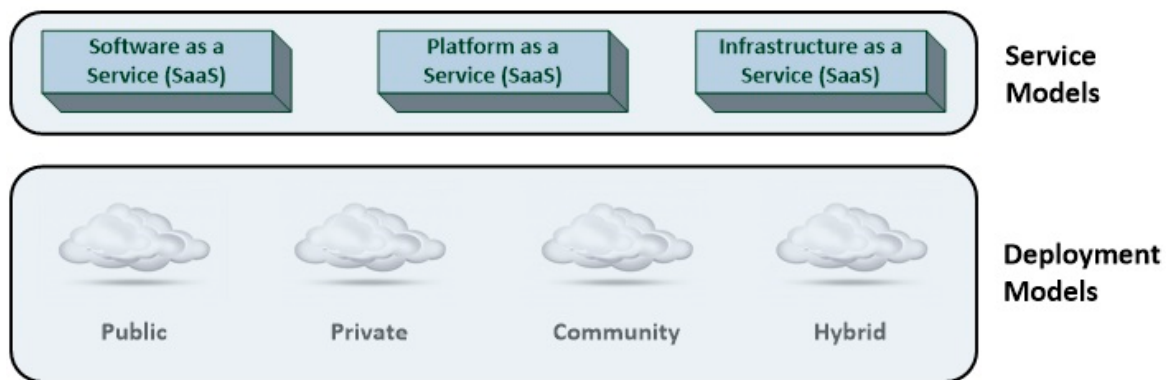 Software as a
Service (SaaS)
Platform as a
Service (SaaS)
Infrastructure as a
Service (SaaS)
Service
Models
Public
Private
Community
Hybrid
Deployment
Models